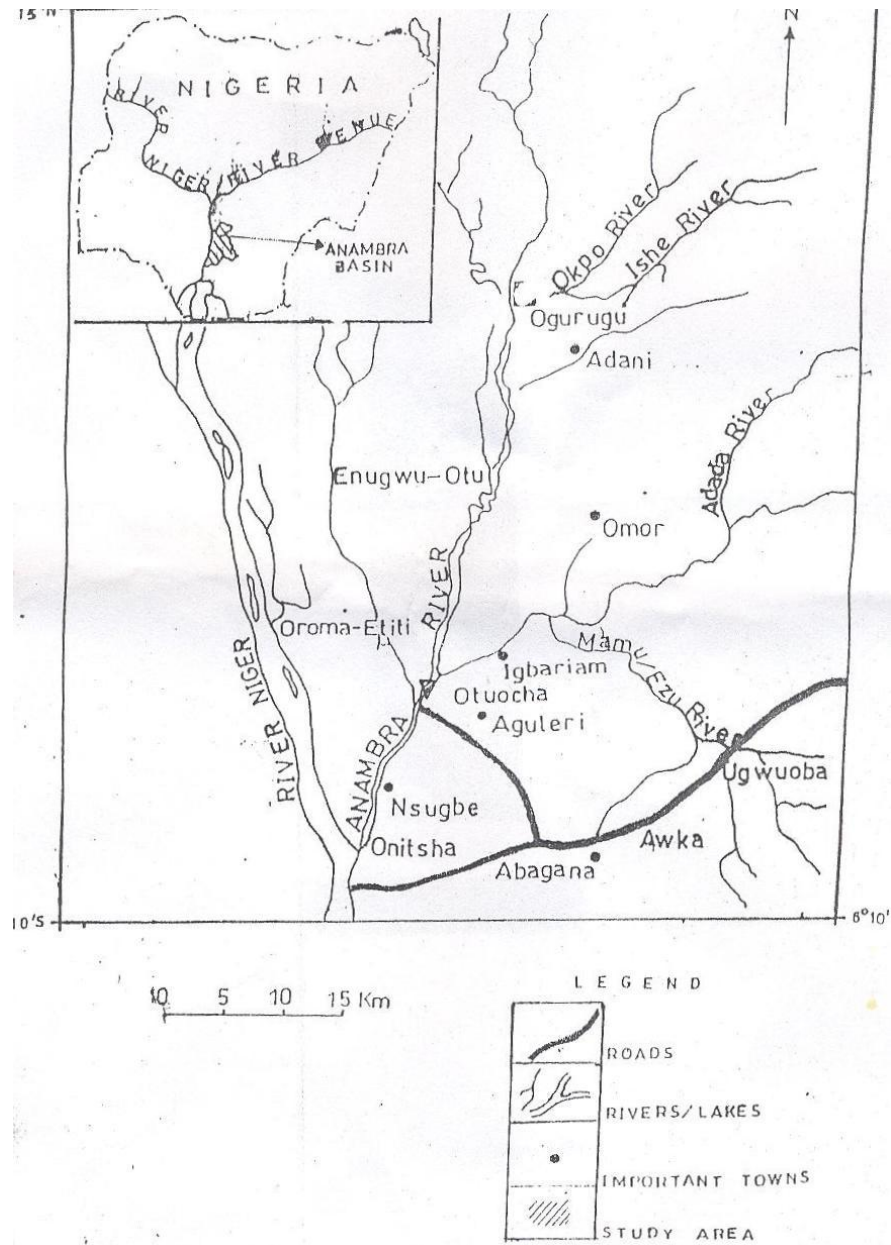 N
NIGERIA
RIVER
NIGER
RIVER
ENUE
ANAMBRA
BASIN
Okpo River
Ishe River
Ogurugu
Adani
Adada River
Enugwu-Otu
Omor
RIVER
Oroma-Etiti
Mamu/Ezu River
Igbariam
Otuocha
Aguleri
RIVER NIGER
ANAMBRA
Ugwuoba
Nsugbe
Onitsha
Awka
Abagana
10'S
6°10'
10 5 10 15 Km
LEGEND
ROADS
RIVERS/LAKES
IMPORTANT TOWNS
STUDY AREA